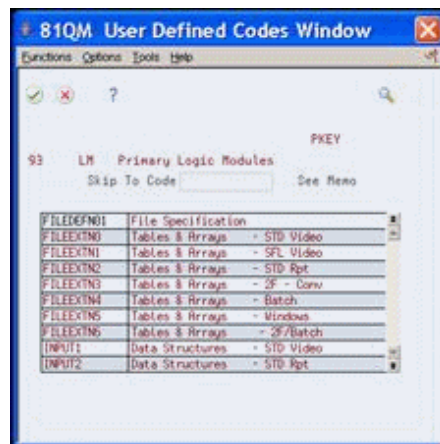 81QM User Defined Codes Window
Functions Options Tools Help
?
PKEY
93 LM Primary Logic Modules
Skip To Code See Memo
FILEDEFN01 File Specification
FILEEXTN0 Tables & Arrays - STD Video
FILEEXTN1 Tables & Arrays - SFL Video
FILEEXTN2 Tables & Arrays - STD Rpt
FILEEXTN3 Tables & Arrays - 2F - Conv
FILEEXTN4 Tables & Arrays - Batch
FILEEXTN5 Tables & Arrays - Windows
FILEEXTN6 Tables & Arrays - 2F/Batch
INPUT1 Data Structures - STD Video
INPUT2 Data Structures - STD Rpt